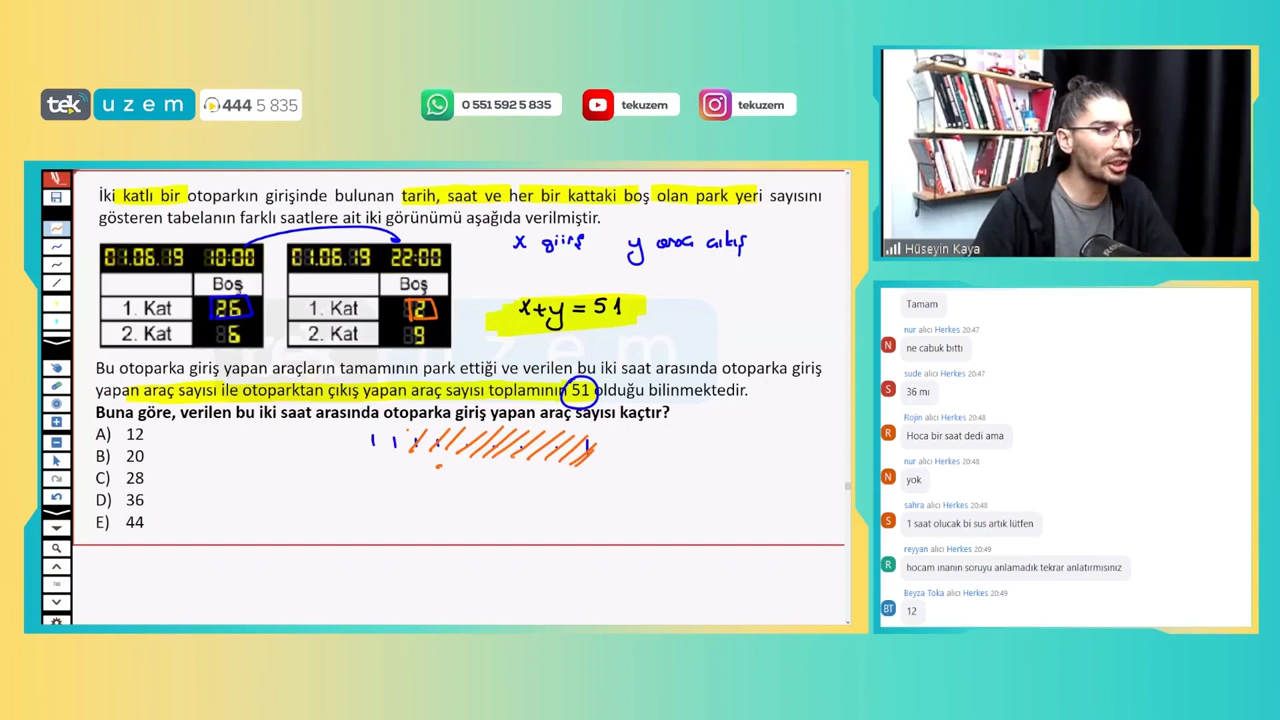 tek uzem 444 5 835
0 551 592 5 835
tekuzem
tekuzem
İki katlı bir otoparkın girişinde bulunan tarih, saat ve her bir kattaki boş olan park yeri sayısını
gösteren tabelanın farklı saatlere ait iki görünümü aşağıda verilmiştir.
x giriş y araç çıkış
01.06.19 10:00
Boş
1. Kat 26
2. Kat 6
01.06.19 22:00
Boş
1. Kat 2
2. Kat 9
x+y = 51
Bu otoparka giriş yapan araçların tamamının park ettiği ve verilen bu iki saat arasında otoparka giriş
yapan araç sayısı ile otoparktan çıkış yapan araç sayısı toplamının 51 olduğu bilinmektedir.
Buna göre, verilen bu iki saat arasında otoparka giriş yapan araç sayısı kaçtır?
A) 12
B) 20
C) 28
D) 36
E) 44
Hüseyin Kaya
Tamam
nur alıcı Herkes 20:47
N
ne cabuk bıttı
sude alıcı Herkes 20:47
S
36 mı
Rojin alıcı Herkes 20:48
R
Hoca bir saat dedi ama
nur alıcı Herkes 20:48
N
yok
sahra alıcı Herkes 20:48
S
1 saat olucak bi sus artık lütfen
reyyan alıcı Herkes 20:49
R
hocam ınanın soruyu anlamadık tekrar anlatırmısınız
Beyza Toka alıcı Herkes 20:49
BT
12